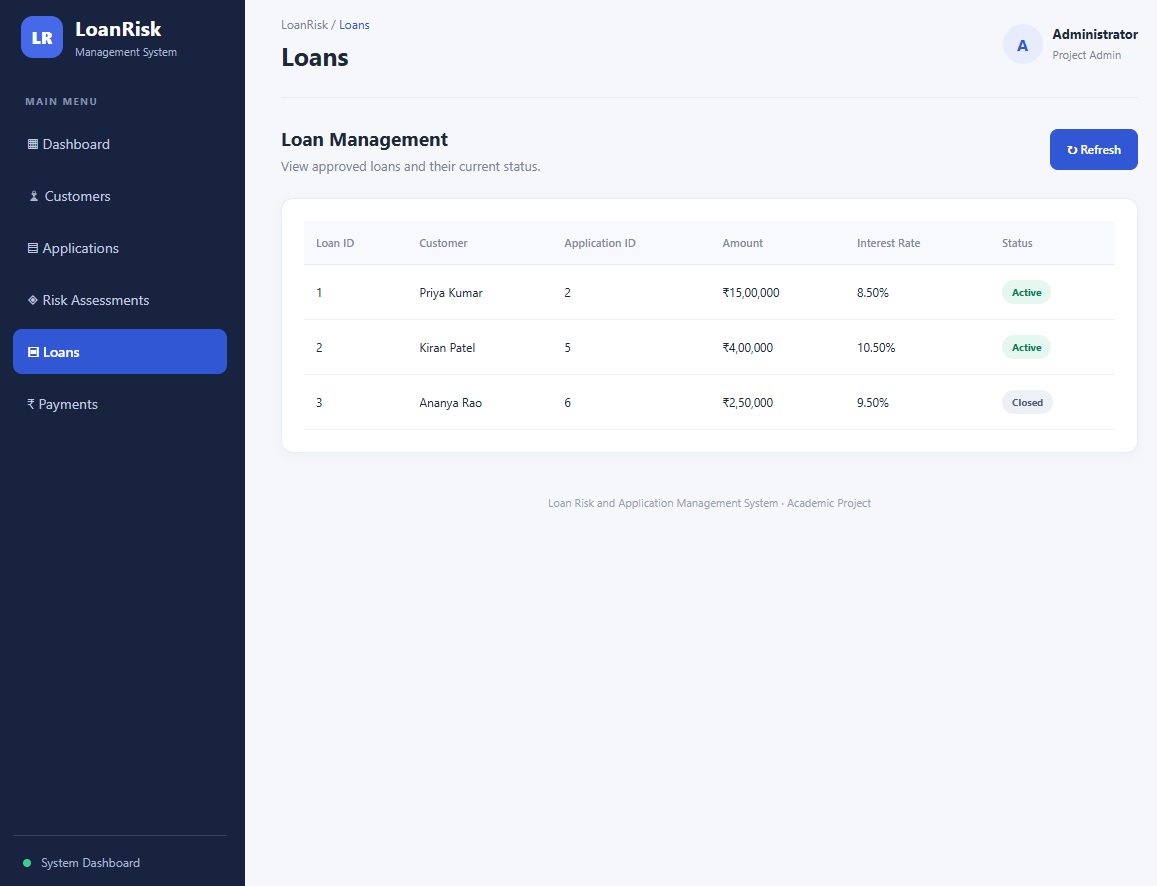 LR
LoanRisk
Management System
MAIN MENU
Dashboard
Customers
Applications
Risk Assessments
Loans
₹ Payments
System Dashboard
LoanRisk / Loans
Loans
A
Administrator
Project Admin
Loan Management
View approved loans and their current status.
↻ Refresh
Loan ID Customer Application ID Amount Interest Rate Status
1 Priya Kumar 2 ₹15,00,000 8.50% Active
2 Kiran Patel 5 ₹4,00,000 10.50% Active
3 Ananya Rao 6 ₹2,50,000 9.50% Closed
Loan Risk and Application Management System · Academic Project